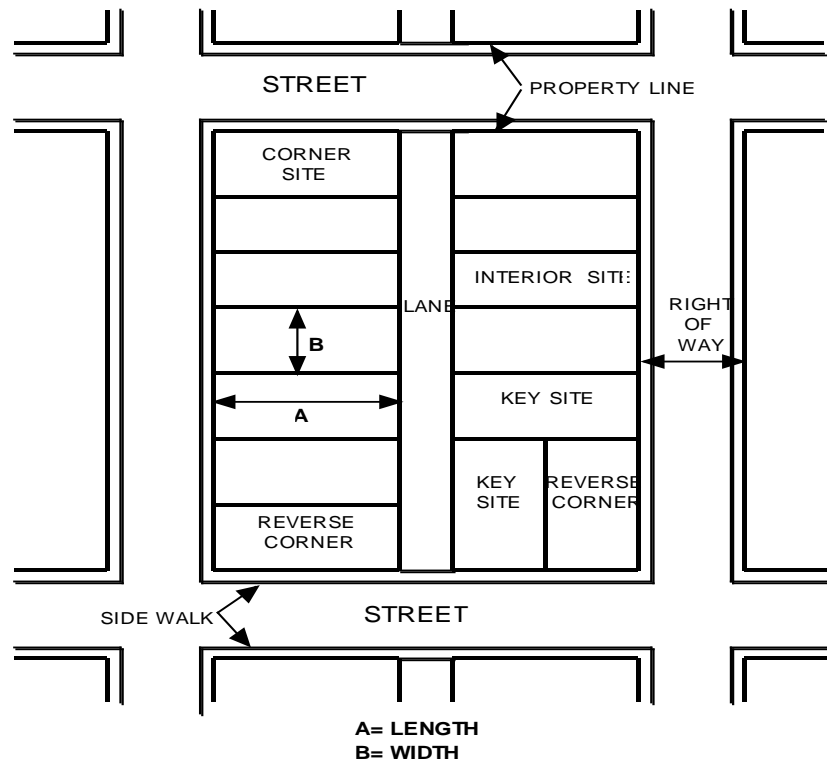 STREET
PROPERTY LINE
CORNER
SITE
INTERIOR SITE
LANE
RIGHT
OF
WAY
B
KEY SITE
A
KEY
SITE
REVERSE
CORNER
REVERSE
CORNER
SIDE WALK
STREET
A= LENGTH
B= WIDTH